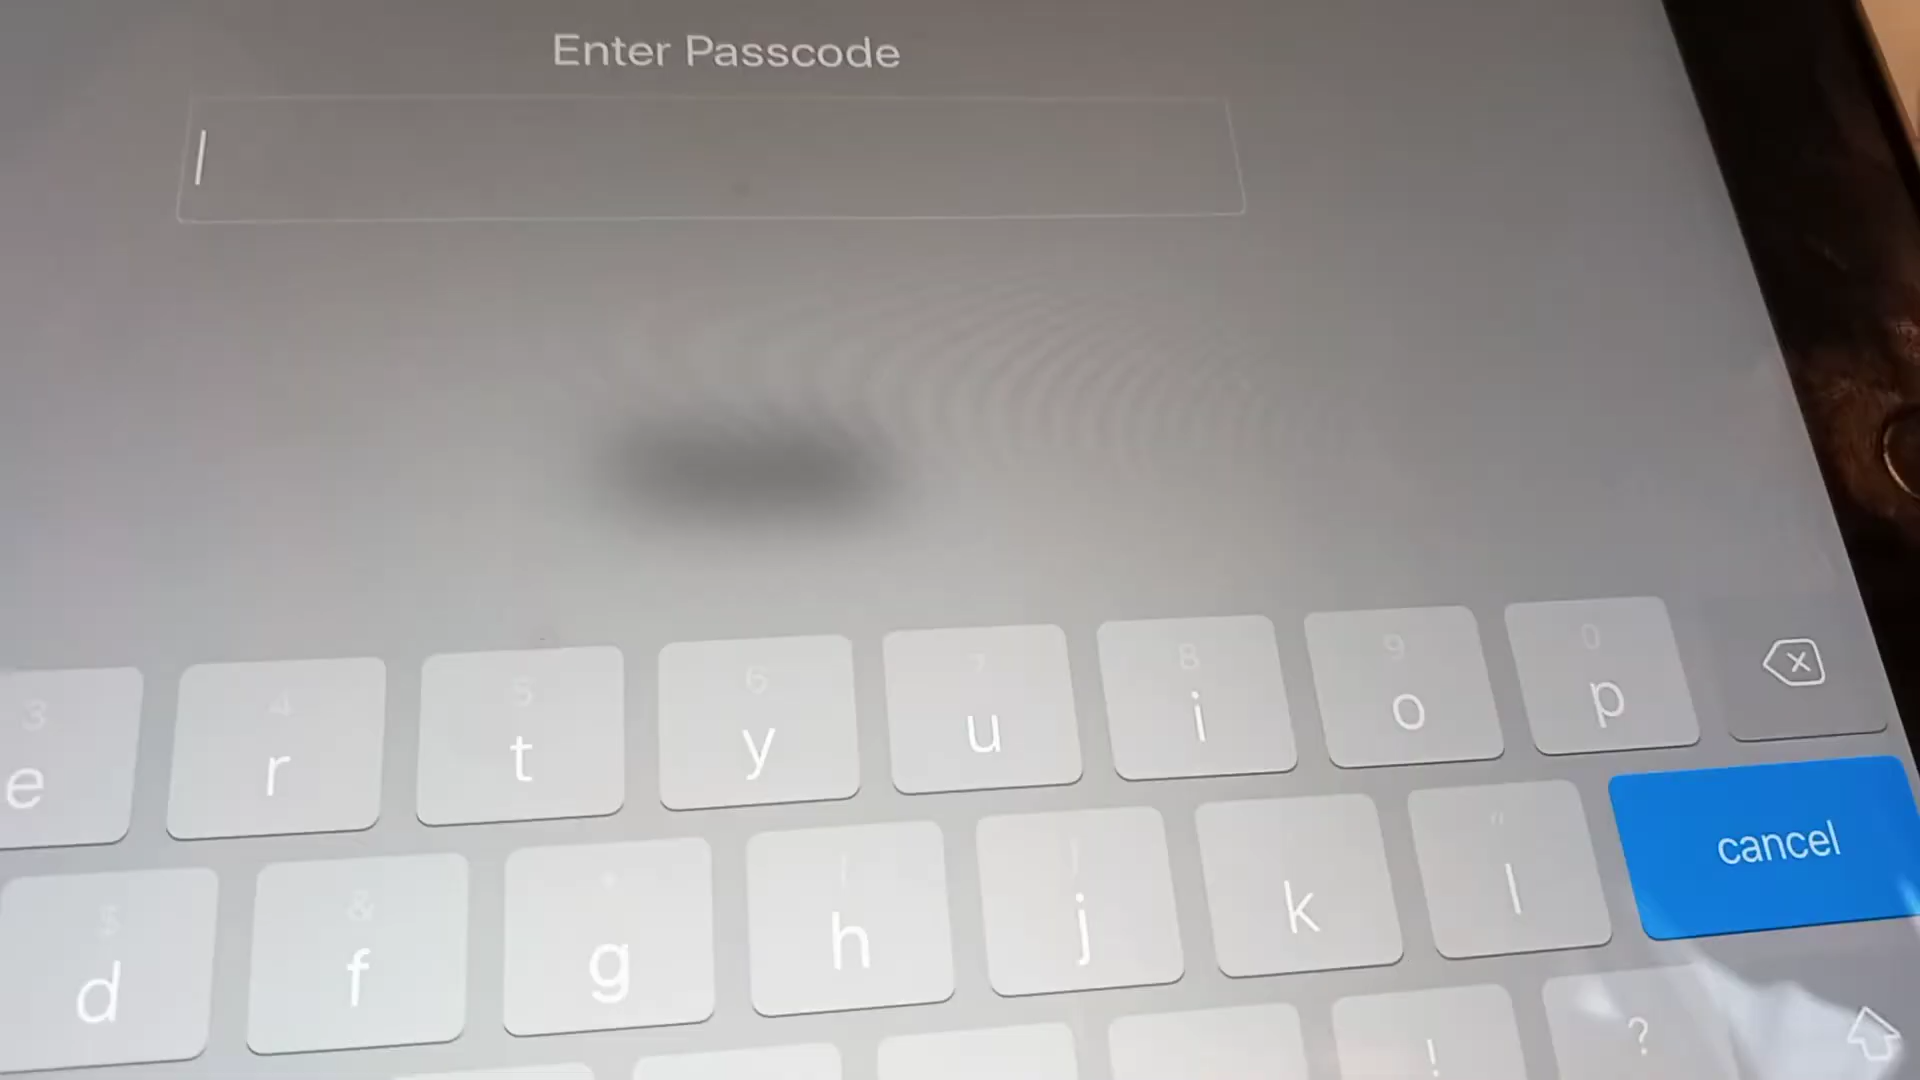 Enter Passcode
3 4 5 6 7 8 9 0
e r t y u i o p
$ & "
d f g h j k l cancel
! ?